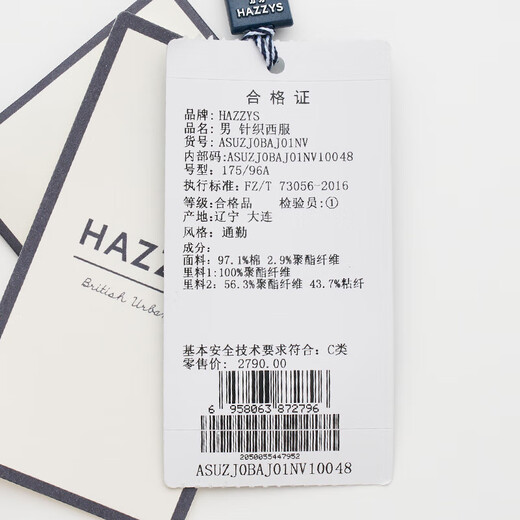 HAZZYS
合格证
品牌: HAZZYS
品名: 男 针织西服
货号: ASUZJ0BAJ01NV
内部码: ASUZJ0BAJ01NV10048
号型: 175/96A
执行标准: FZ/T 73056-2016
等级: 合格品 检验员: ①
产地: 辽宁 大连
风格: 通勤
成分:
面料: 97.1%棉 2.9%聚酯纤维
里料1:100%聚酯纤维
里料2: 56.3%聚酯纤维 43.7%粘纤
基本安全技术要求符合: C类
零售价: 2790.00
6 958063 872796
2050055447952
ASUZJ0BAJ01NV10048
HAZZYS
British Urban